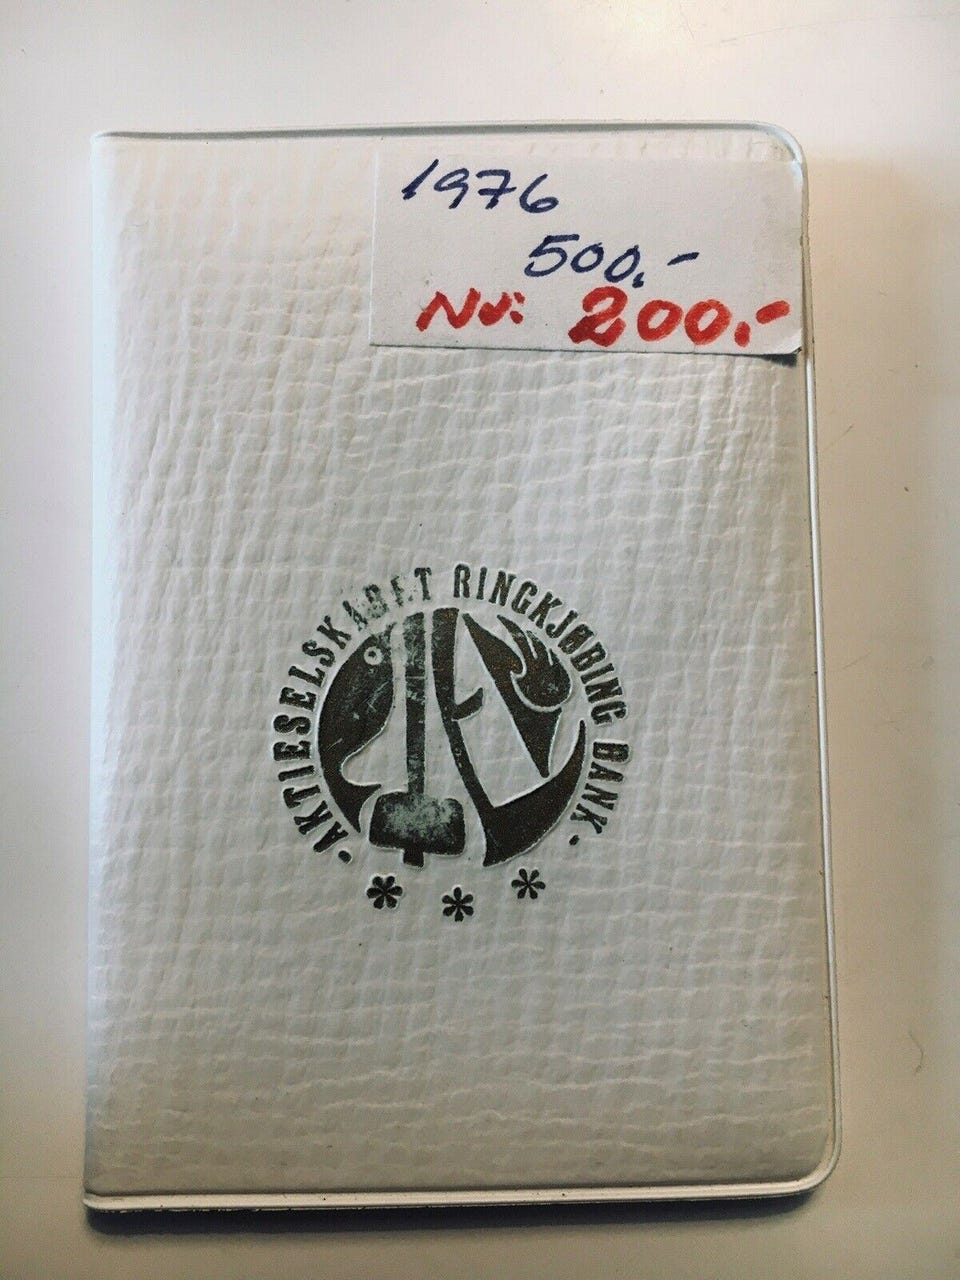 1976
500.-
Nu: 200.-
· AKTIESELSKABET RINGKJØBING BANK ·
***